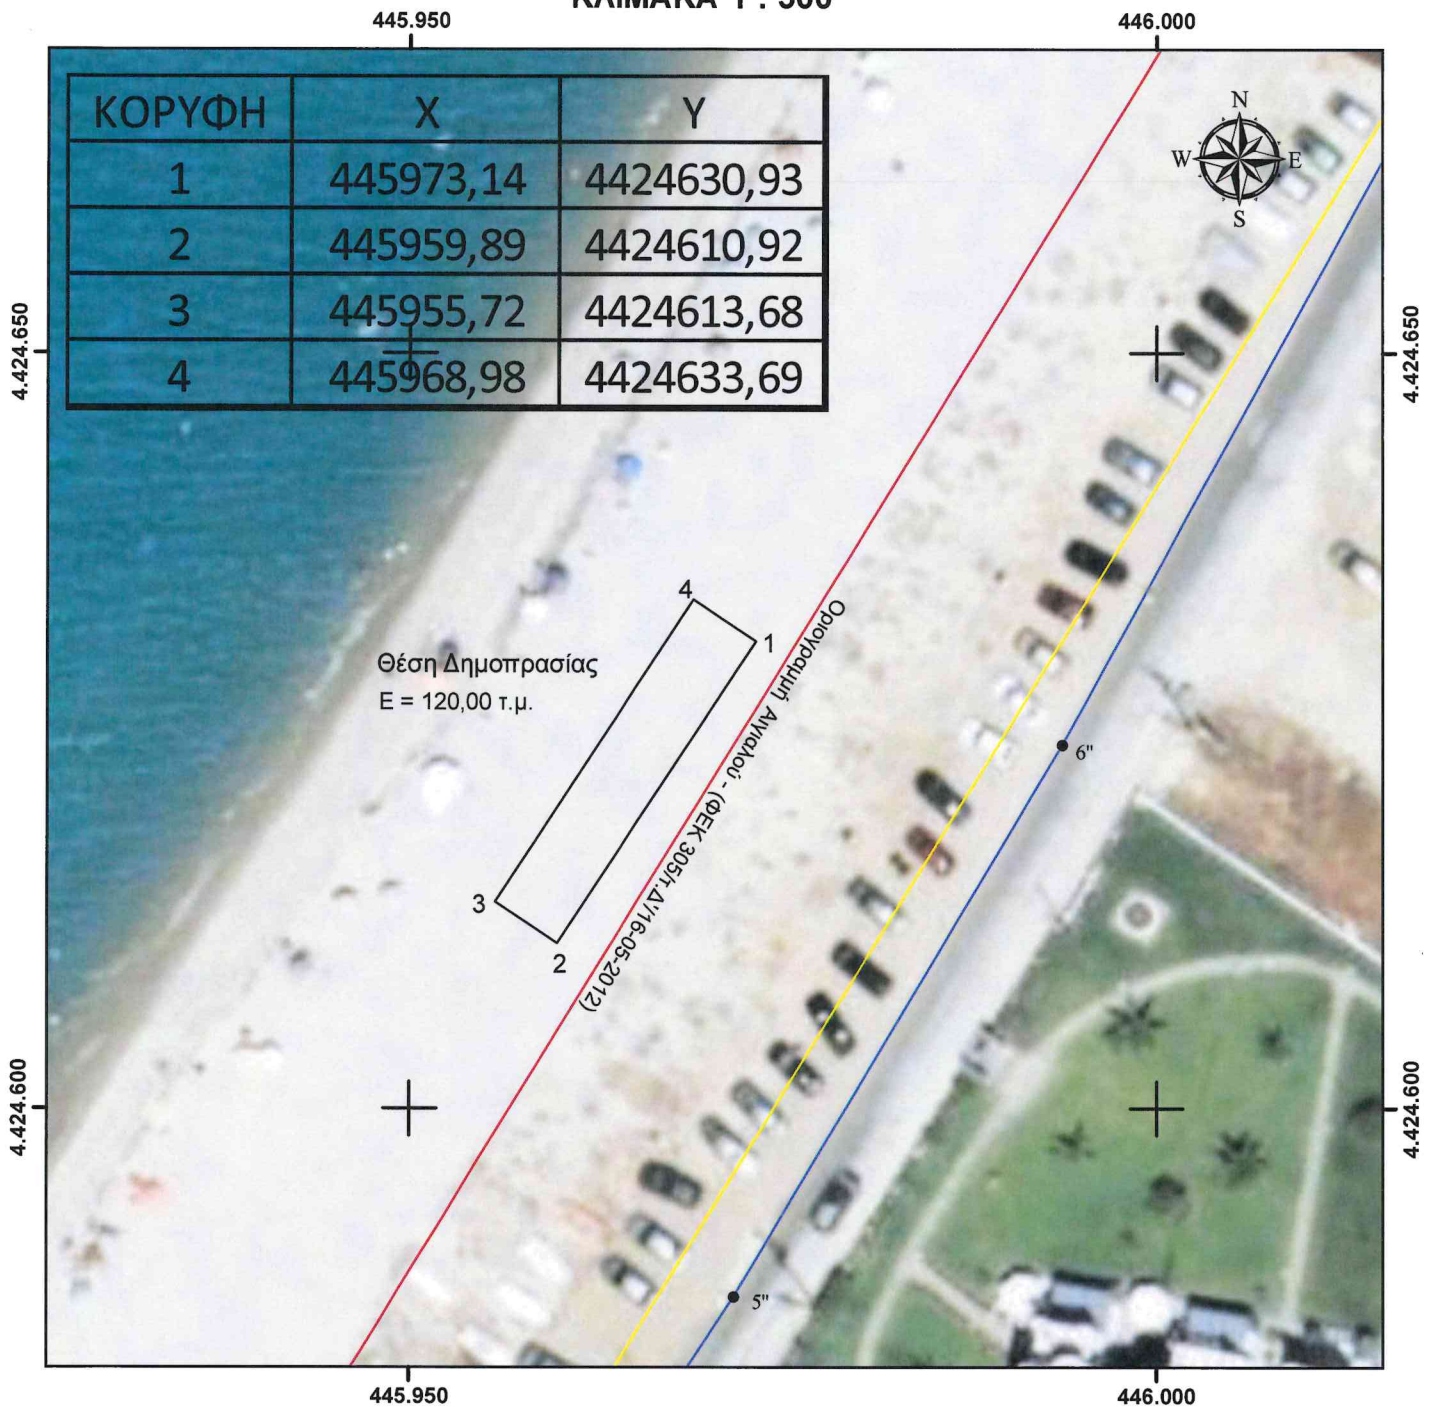 ΚΛΙΜΑΚΑ 1 : 500
445.950 446.000
ΚΟΡΥΦΗ X Y
1 445973,14 4424630,93
2 445959,89 4424610,92
3 445955,72 4424613,68
4 445968,98 4424633,69
N
W E
S
4.424.650 4.424.650
4
1
Θέση Δημοπρασίας
E = 120,00 τ.μ.
Οριογραμμή Αιγιαλού - (ΦΕΚ 305/τ.Δ'/16-05-2012)
6"
3
2
4.424.600 4.424.600
5"
445.950 446.000